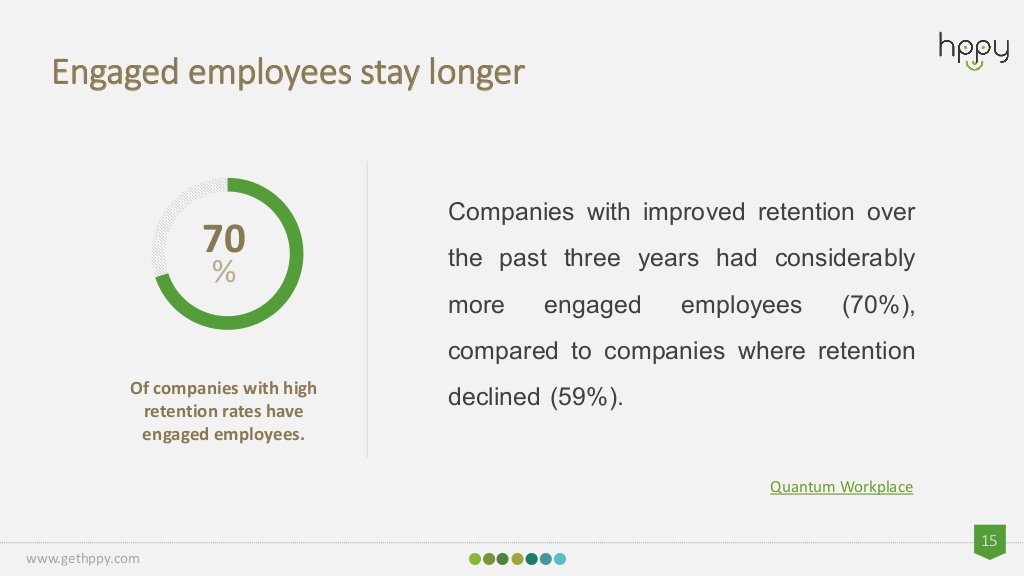 hppy
Engaged employees stay longer
70
%
Of companies with high
retention rates have
engaged employees.
Companies with improved retention over
the past three years had considerably
more engaged employees (70%),
compared to companies where retention
declined (59%).
Quantum Workplace
15
www.gethppy.com